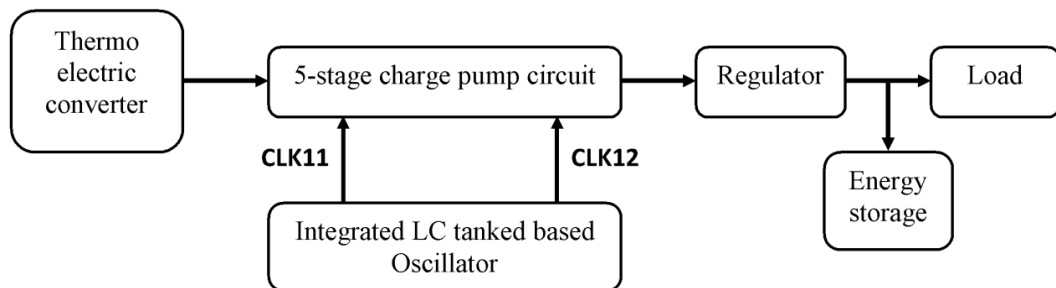 Thermo
electric
converter
5-stage charge pump circuit
Regulator
Load
CLK11
CLK12
Energy
storage
Integrated LC tanked based
Oscillator